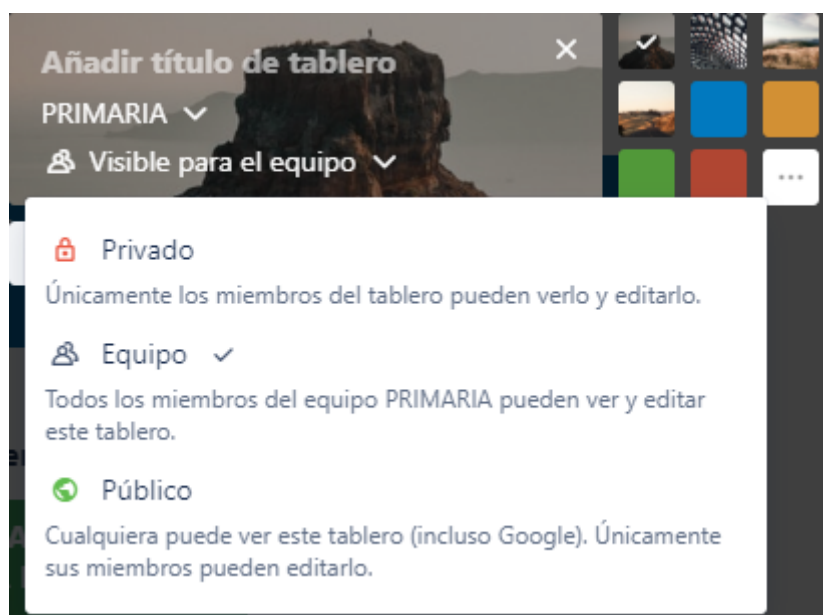 Añadir título de tablero
PRIMARIA
Visible para el equipo
Privado
Únicamente los miembros del tablero pueden verlo y editarlo.
Equipo
Todos los miembros del equipo PRIMARIA pueden ver y editar
este tablero.
Público
Cualquiera puede ver este tablero (incluso Google). Únicamente
sus miembros pueden editarlo.